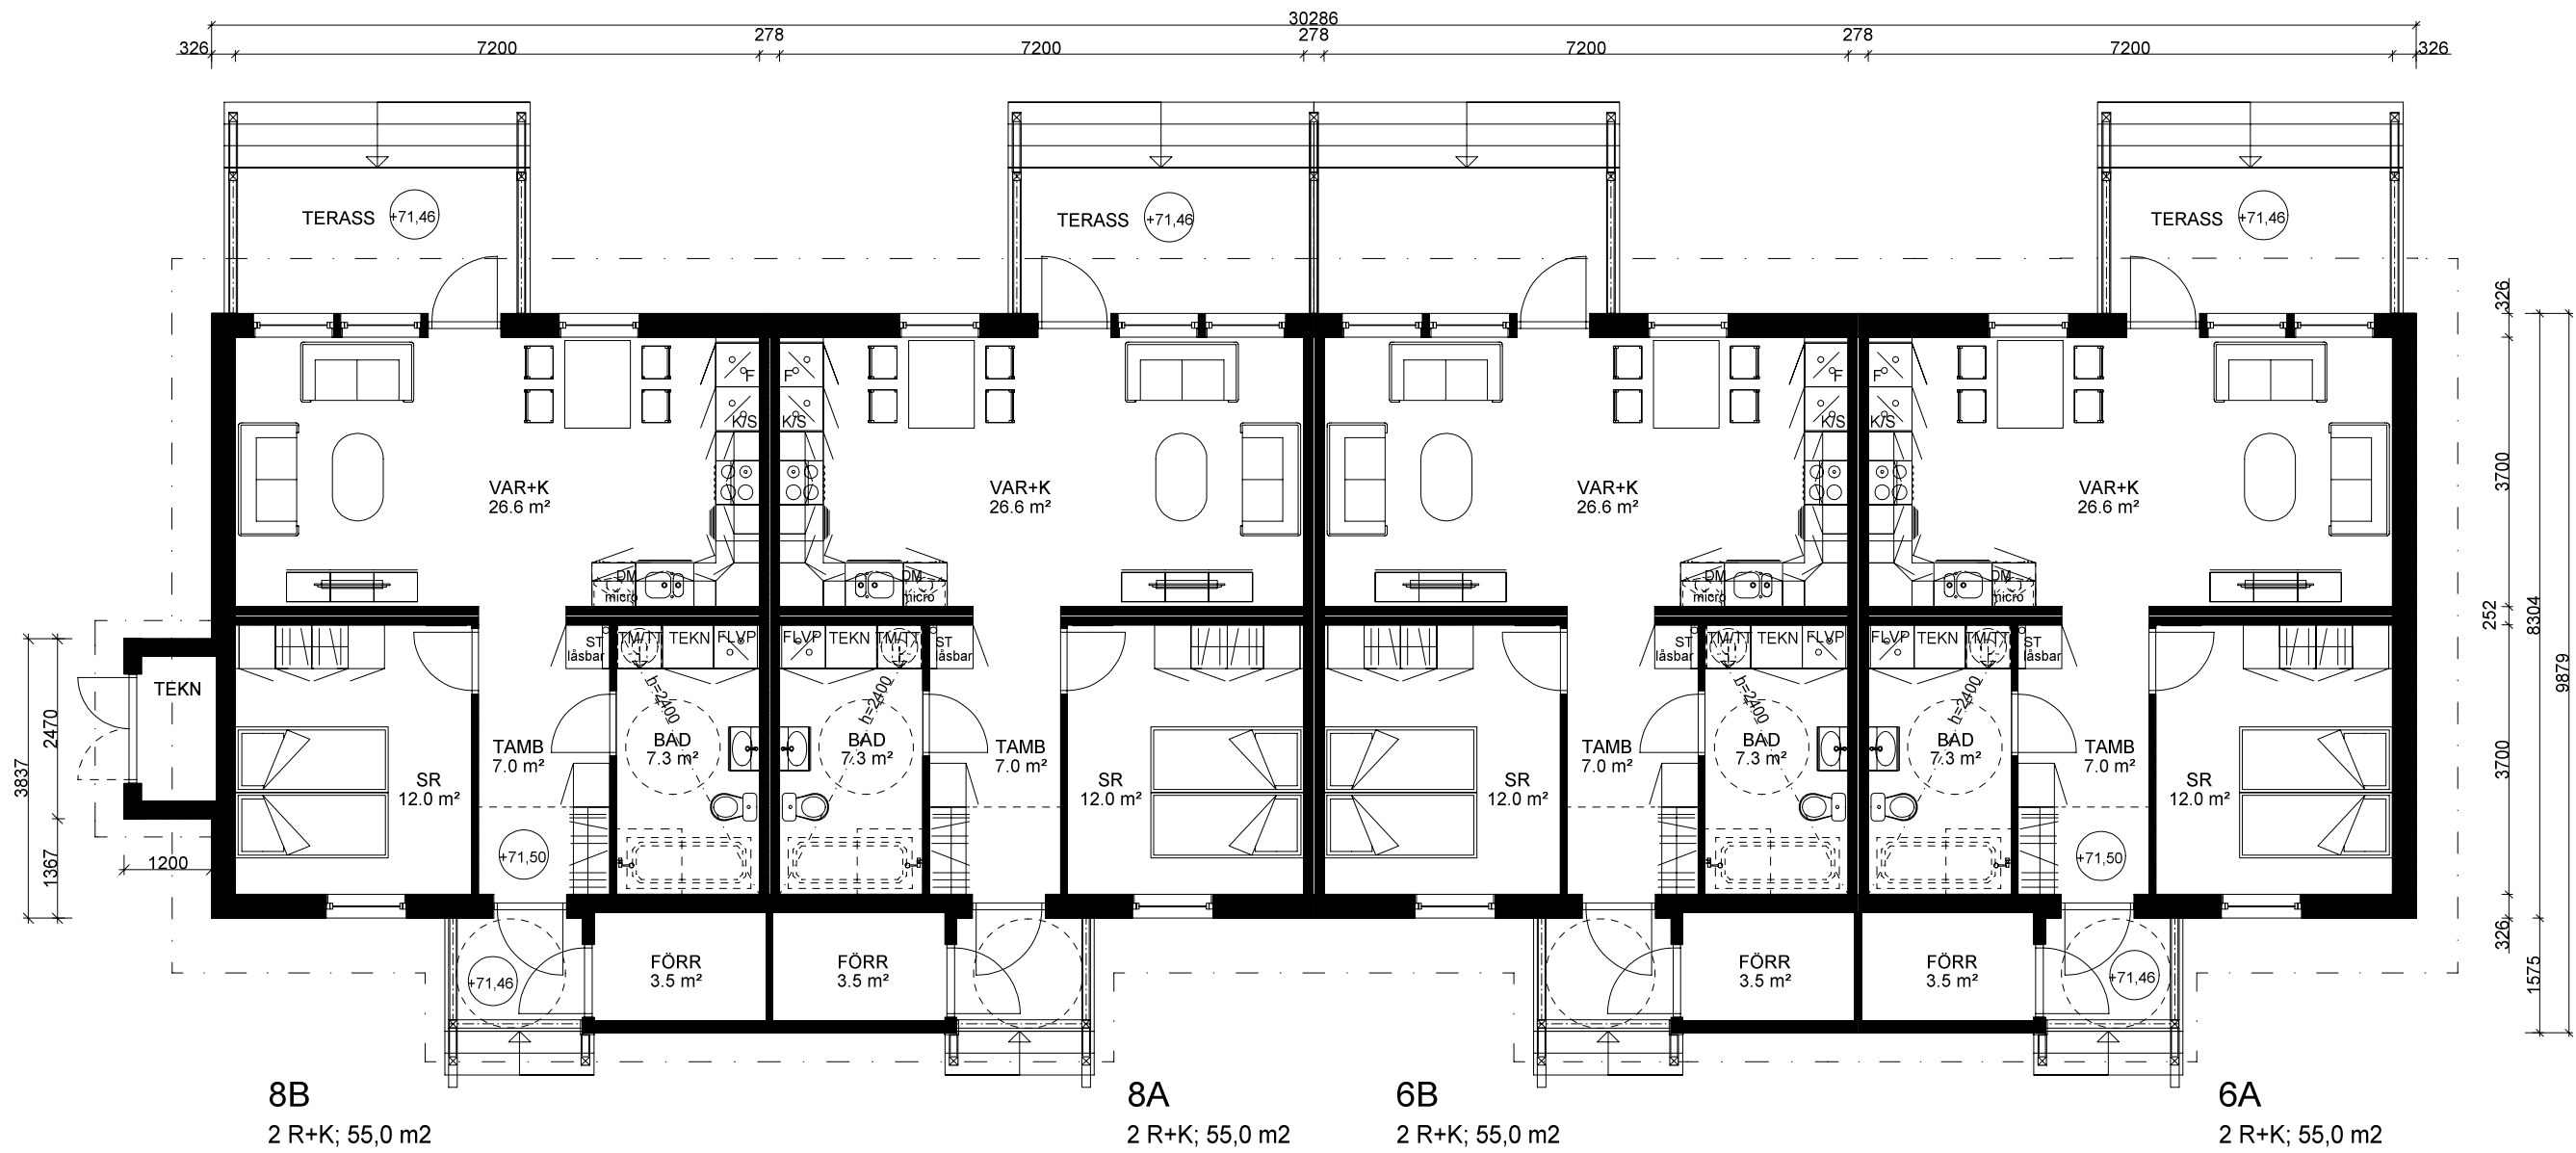 30286
326 7200 278 7200 278 7200 278 7200 326
TERASS +71,46
TERASS +71,46
TERASS +71,46
326
3700
252
3700
326
8304
1575
9879
F F F F
K/S K/S K/S K/S
VAR+K
26.6 m²
VAR+K
26.6 m²
VAR+K
26.6 m²
VAR+K
26.6 m²
DM
micro
DM
micro
DM
micro
DM
micro
ST
låsbar
TM/TT TEKN FLVP
FLVP TEKN TM/TT
ST
låsbar
ST
låsbar
TM/TT TEKN FLVP
FLVP TEKN TM/TT
ST
låsbar
TEKN
2470
3837
1367
1200
h=2400
h=2400
h=2400
h=2400
SR
12.0 m²
TAMB
7.0 m²
BAD
7.3 m²
BAD
7.3 m²
TAMB
7.0 m²
SR
12.0 m²
SR
12.0 m²
TAMB
7.0 m²
BAD
7.3 m²
BAD
7.3 m²
TAMB
7.0 m²
SR
12.0 m²
+71,50
+71,50
+71,46
FÖRR
3.5 m²
FÖRR
3.5 m²
FÖRR
3.5 m²
FÖRR
3.5 m²
+71,46
8B
2 R+K; 55,0 m2
8A
2 R+K; 55,0 m2
6B
2 R+K; 55,0 m2
6A
2 R+K; 55,0 m2